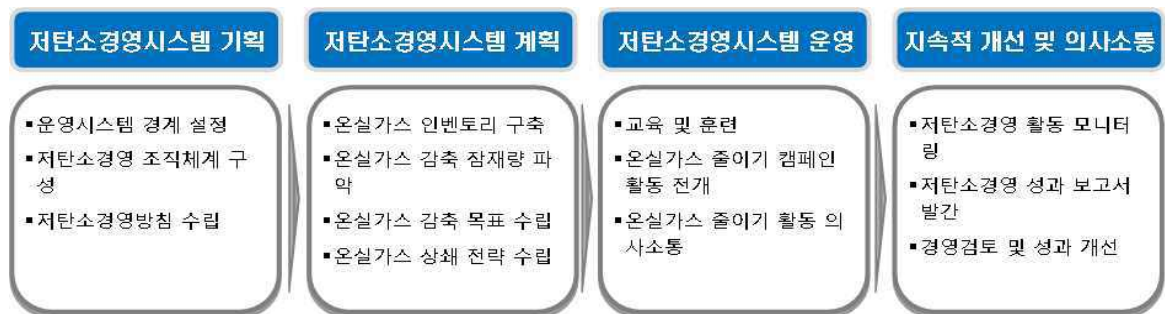 저탄소경영시스템 기획
▪운영시스템 경계 설정
▪저탄소경영 조직체계 구
성
▪저탄소경영방침 수립
저탄소경영시스템 계획
▪온실가스 인벤토리 구축
▪온실가스 감축 잠재량 파
악
▪온실가스 감축 목표 수립
▪온실가스 상쇄 전략 수립
저탄소경영시스템 운영
▪교육 및 훈련
▪온실가스 줄이기 캠페인
활동 전개
▪온실가스 줄이기 활동 의
사소통
지속적 개선 및 의사소통
▪저탄소경영 활동 모니터
링
▪저탄소경영 성과 보고서
발간
▪경영검토 및 성과 개선